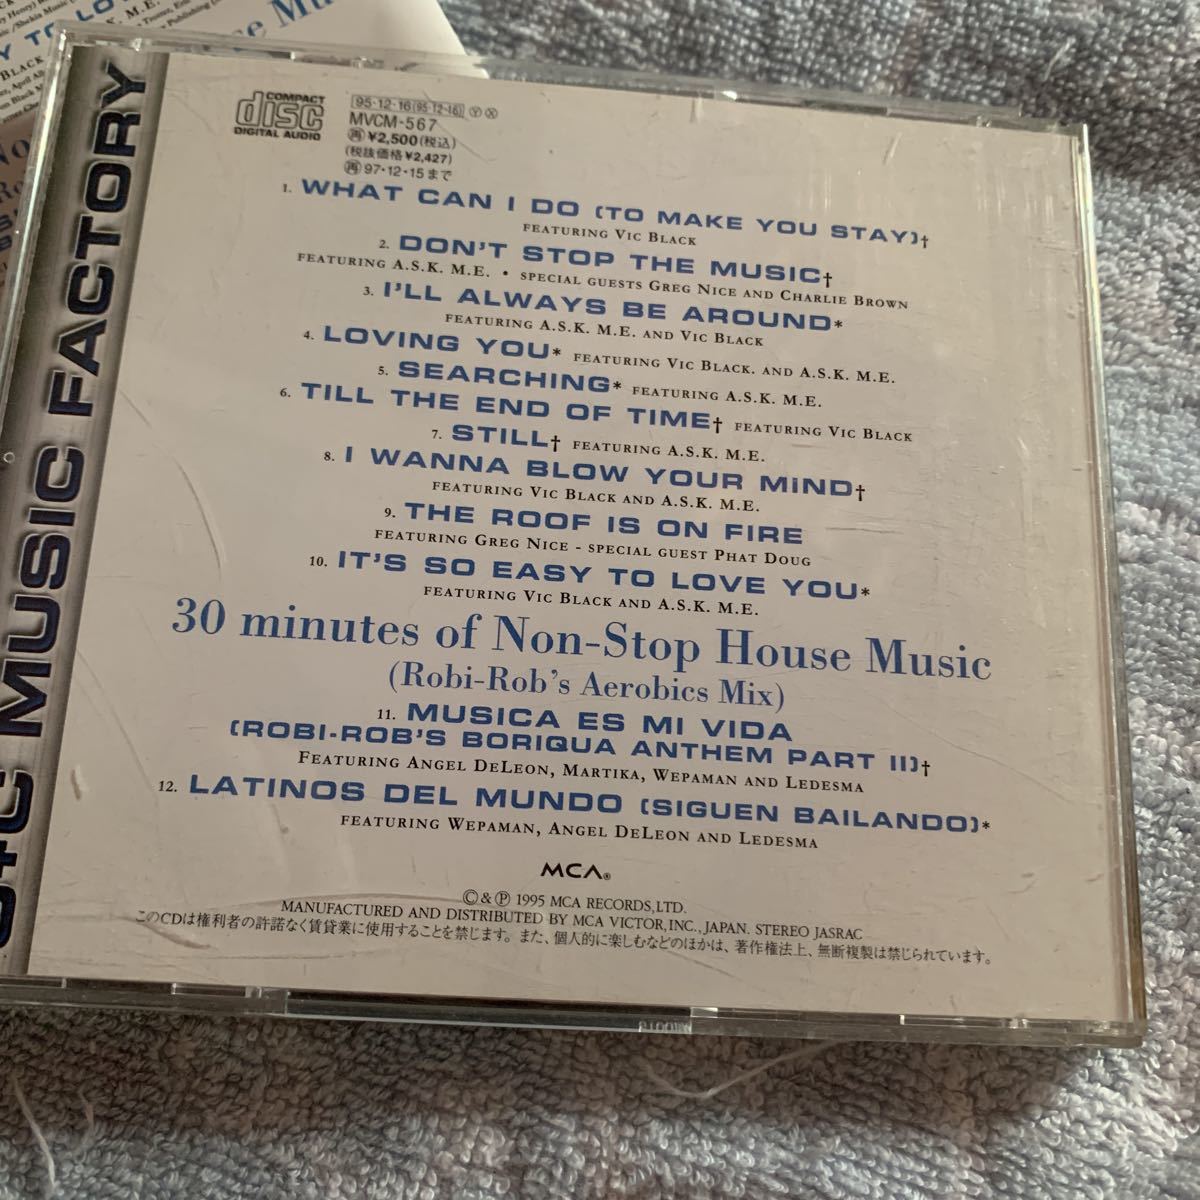 COMPACT
disc
DIGITAL AUDIO
95·12·16(95·12·16) Ⓨ Ⓧ
MVCM-567
再 ¥2,500(税込)
(税抜価格¥2,427)
再 97·12·15まで
MUSIC FACTORY
1. WHAT CAN I DO (TO MAKE YOU STAY)†
FEATURING VIC BLACK
2. DON'T STOP THE MUSIC†
FEATURING A.S.K. M.E. • SPECIAL GUESTS GREG NICE AND CHARLIE BROWN
3. I'LL ALWAYS BE AROUND*
FEATURING A.S.K. M.E. AND VIC BLACK
4. LOVING YOU* FEATURING VIC BLACK. AND A.S.K. M.E.
5. SEARCHING* FEATURING A.S.K. M.E.
6. TILL THE END OF TIME† FEATURING VIC BLACK
7. STILL† FEATURING A.S.K. M.E.
8. I WANNA BLOW YOUR MIND†
FEATURING VIC BLACK AND A.S.K. M.E.
9. THE ROOF IS ON FIRE
FEATURING GREG NICE - SPECIAL GUEST PHAT DOUG
10. IT'S SO EASY TO LOVE YOU*
FEATURING VIC BLACK AND A.S.K. M.E.
30 minutes of Non-Stop House Music
(Robi-Rob's Aerobics Mix)
11. MUSICA ES MI VIDA
(ROBI-ROB'S BORIQUA ANTHEM PART II)†
FEATURING ANGEL DELEON, MARTIKA, WEPAMAN AND LEDESMA
12. LATINOS DEL MUNDO (SIGUEN BAILANDO)*
FEATURING WEPAMAN, ANGEL DELEON AND LEDESMA
MCA®
©&℗ 1995 MCA RECORDS,LTD.
MANUFACTURED AND DISTRIBUTED BY MCA VICTOR,INC.,JAPAN. STEREO JASRAC
このCDは権利者の許諾なく賃貸業に使用することを禁じます。また、個人的に楽しむなどのほかは、著作権法上、無断複製は禁じられています。